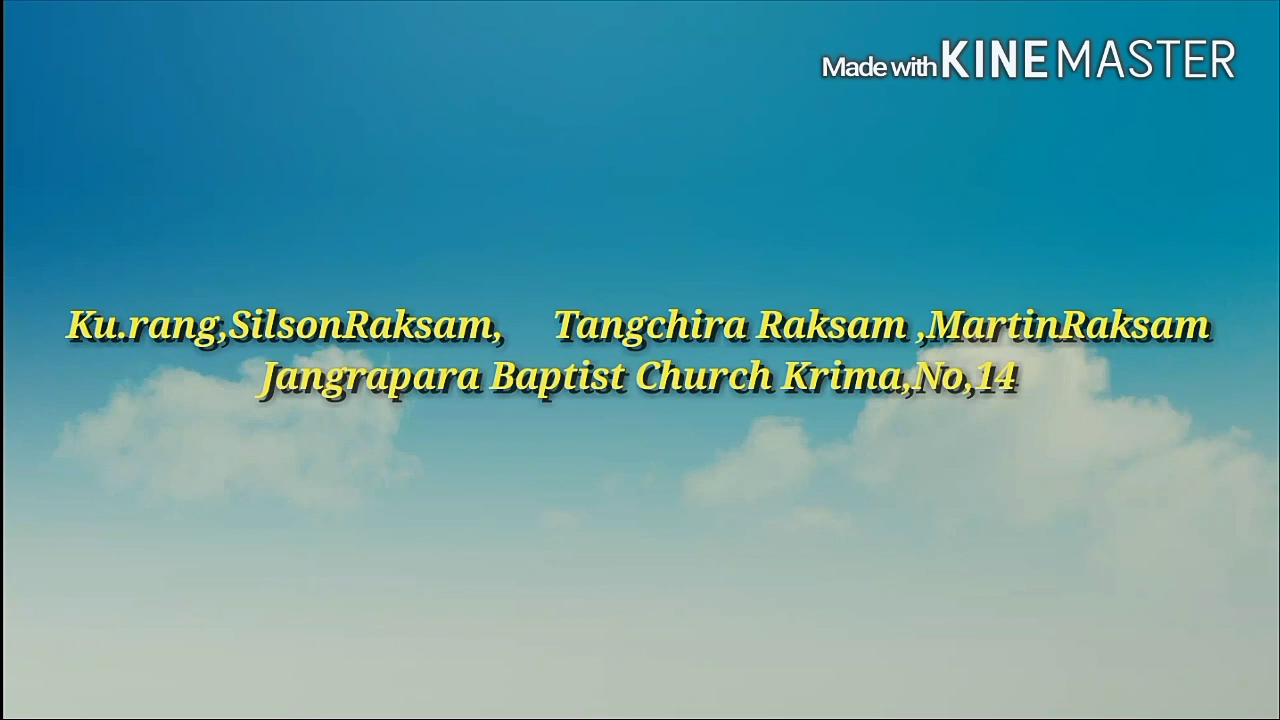 Made with KINEMASTER
Ku.rang,SilsonRaksam, Tangchira Raksam ,MartinRaksam
Jangrapara Baptist Church Krima,No,14